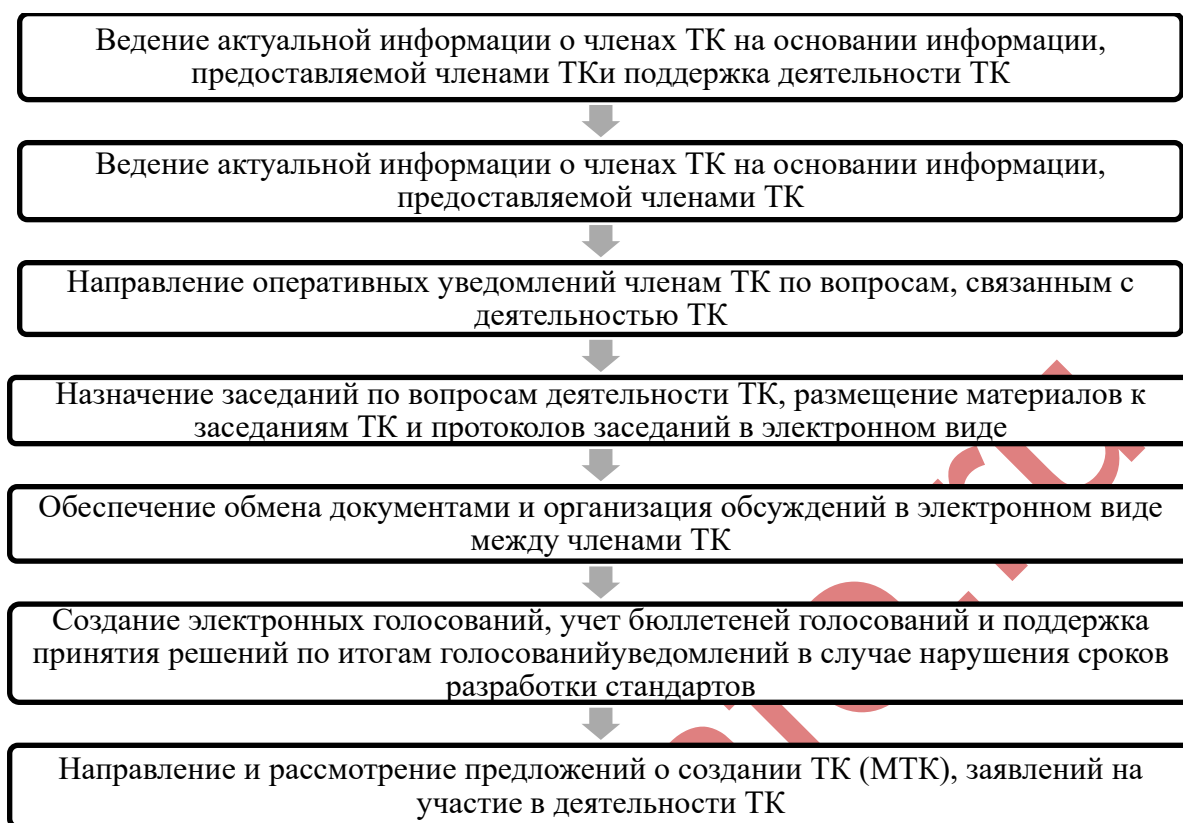 Ведение актуальной информации о членах ТК на основании информации,
предоставляемой членами ТКи поддержка деятельности ТК
Ведение актуальной информации о членах ТК на основании информации,
предоставляемой членами ТК
Направление оперативных уведомлений членам ТК по вопросам, связанным с
деятельностью ТК
Назначение заседаний по вопросам деятельности ТК, размещение материалов к
заседаниям ТК и протоколов заседаний в электронном виде
Обеспечение обмена документами и организация обсуждений в электронном виде
между членами ТК
Создание электронных голосований, учет бюллетеней голосований и поддержка
принятия решений по итогам голосованийуведомлений в случае нарушения сроков
разработки стандартов
Направление и рассмотрение предложений о создании ТК (МТК), заявлений на
участие в деятельности ТК